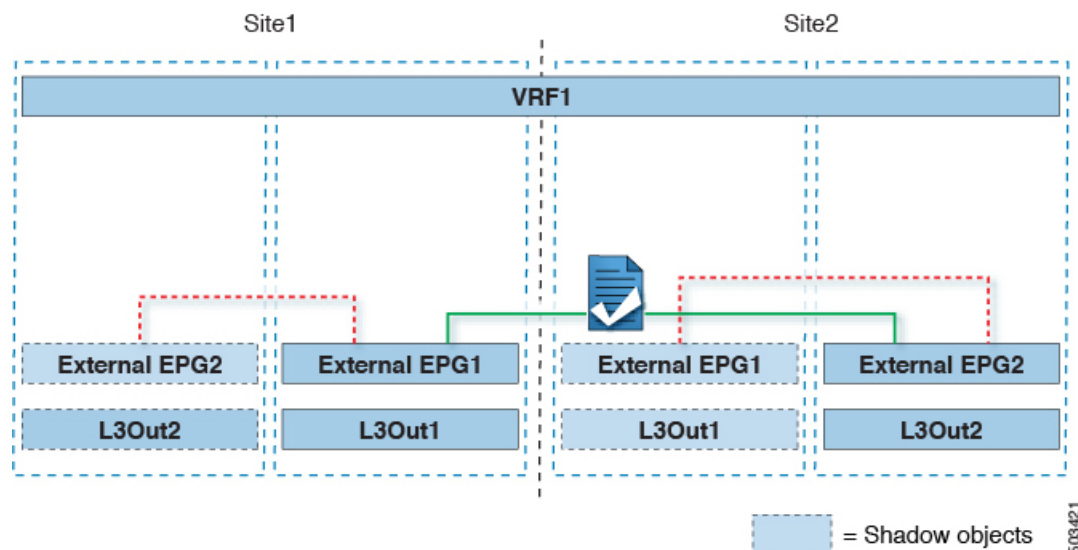 Site1
Site2
VRF1
External EPG2
External EPG1
External EPG1
External EPG2
L3Out2
L3Out1
L3Out1
L3Out2
= Shadow objects
503421